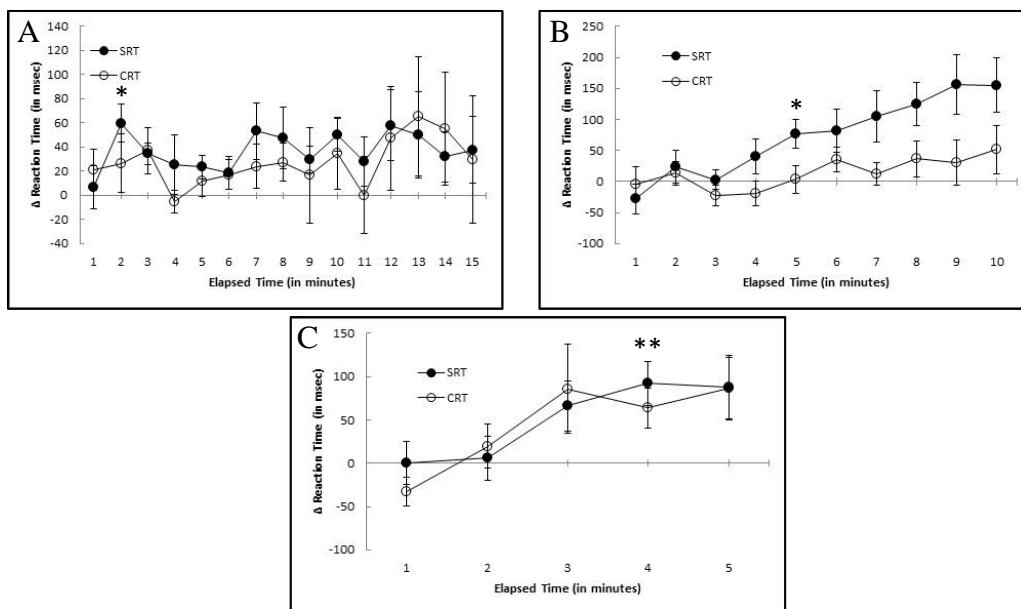 A
140
120
100
80
60
40
20
0
-20
-40
Δ Reaction Time (in msec)
SRT
CRT
*
1 2 3 4 5 6 7 8 9 10 11 12 13 14 15
Elapsed Time (in minutes)
B
250
200
150
100
50
0
-50
-100
Δ Reaction Time (in msec)
SRT
CRT
*
1 2 3 4 5 6 7 8 9 10
Elapsed Time (in minutes)
C
150
100
50
0
-50
-100
Δ Reaction Time (in msec)
SRT
CRT
**
1 2 3 4 5
Elapsed Time (in minutes)